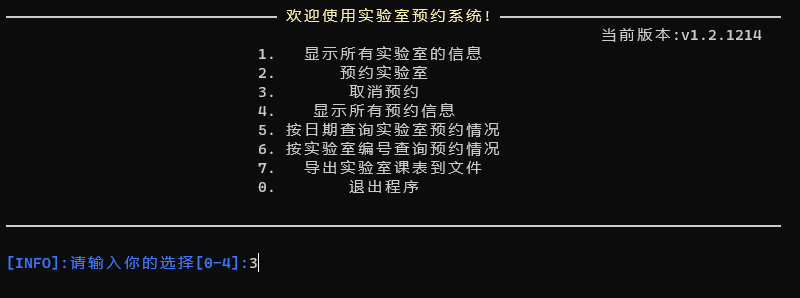 欢迎使用实验室预约系统!
当前版本:v1.2.1214
1. 显示所有实验室的信息
2. 预约实验室
3. 取消预约
4. 显示所有预约信息
5. 按日期查询实验室预约情况
6. 按实验室编号查询预约情况
7. 导出实验室课表到文件
0. 退出程序
[INFO]:请输入你的选择[0-4]:3